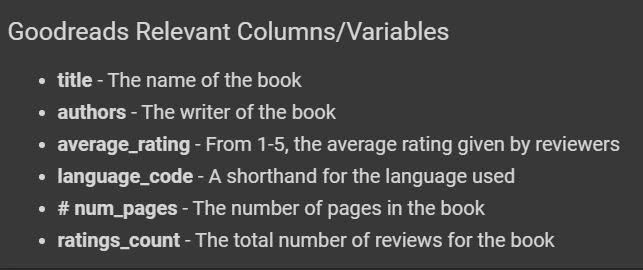 Goodreads Relevant Columns/Variables
• title - The name of the book
• authors - The writer of the book
• average_rating - From 1-5, the average rating given by reviewers
• language_code - A shorthand for the language used
• # num_pages - The number of pages in the book
• ratings_count - The total number of reviews for the book